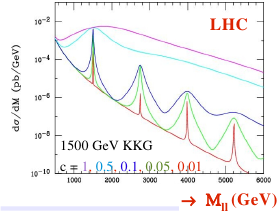 LHC
10⁻²
10⁻⁴
10⁻⁶
10⁻⁸
10⁻¹⁰
dσ/dM (pb/GeV)
1500 GeV KKG
c = 1, 0.5, 0.1, 0.05, 0.01
1000 2000 3000 4000 5000 6000
→ Mₗₗ (GeV)